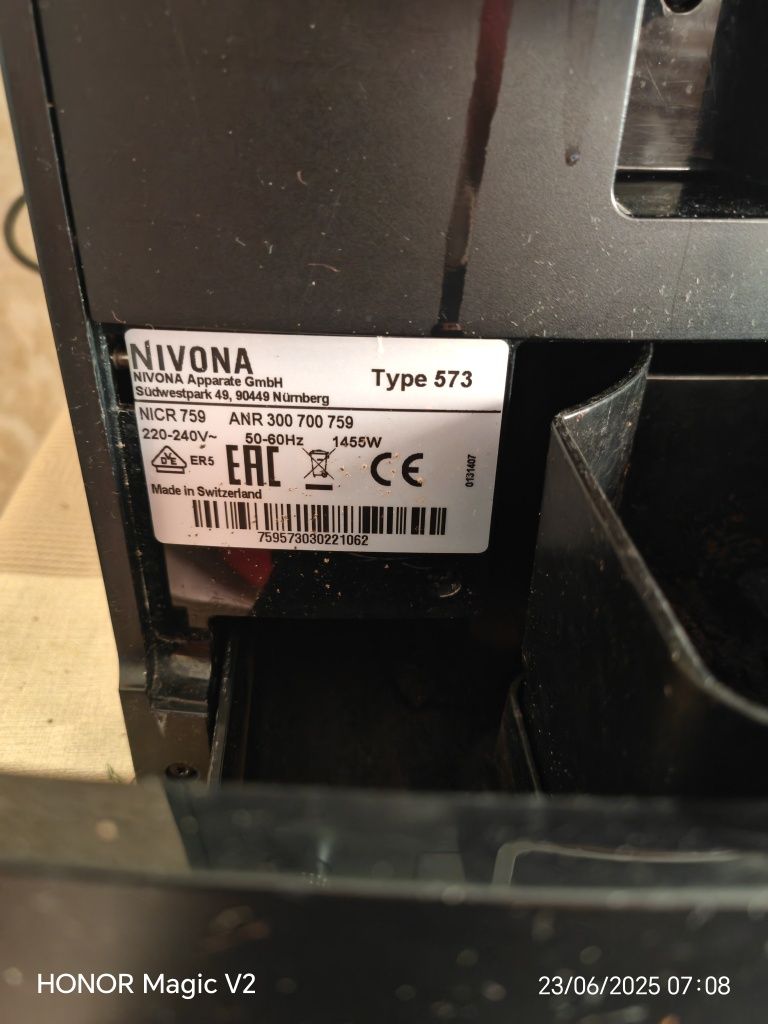 NIVONA
NIVONA Apparate GmbH
Südwestpark 49, 90449 Nürnberg
Type 573
NICR 759 ANR 300 700 759
220-240V~ 50-60Hz 1455W
VDE ER5 EAC CE
0131407
Made in Switzerland
759573030221062
HONOR Magic V2
23/06/2025 07:08